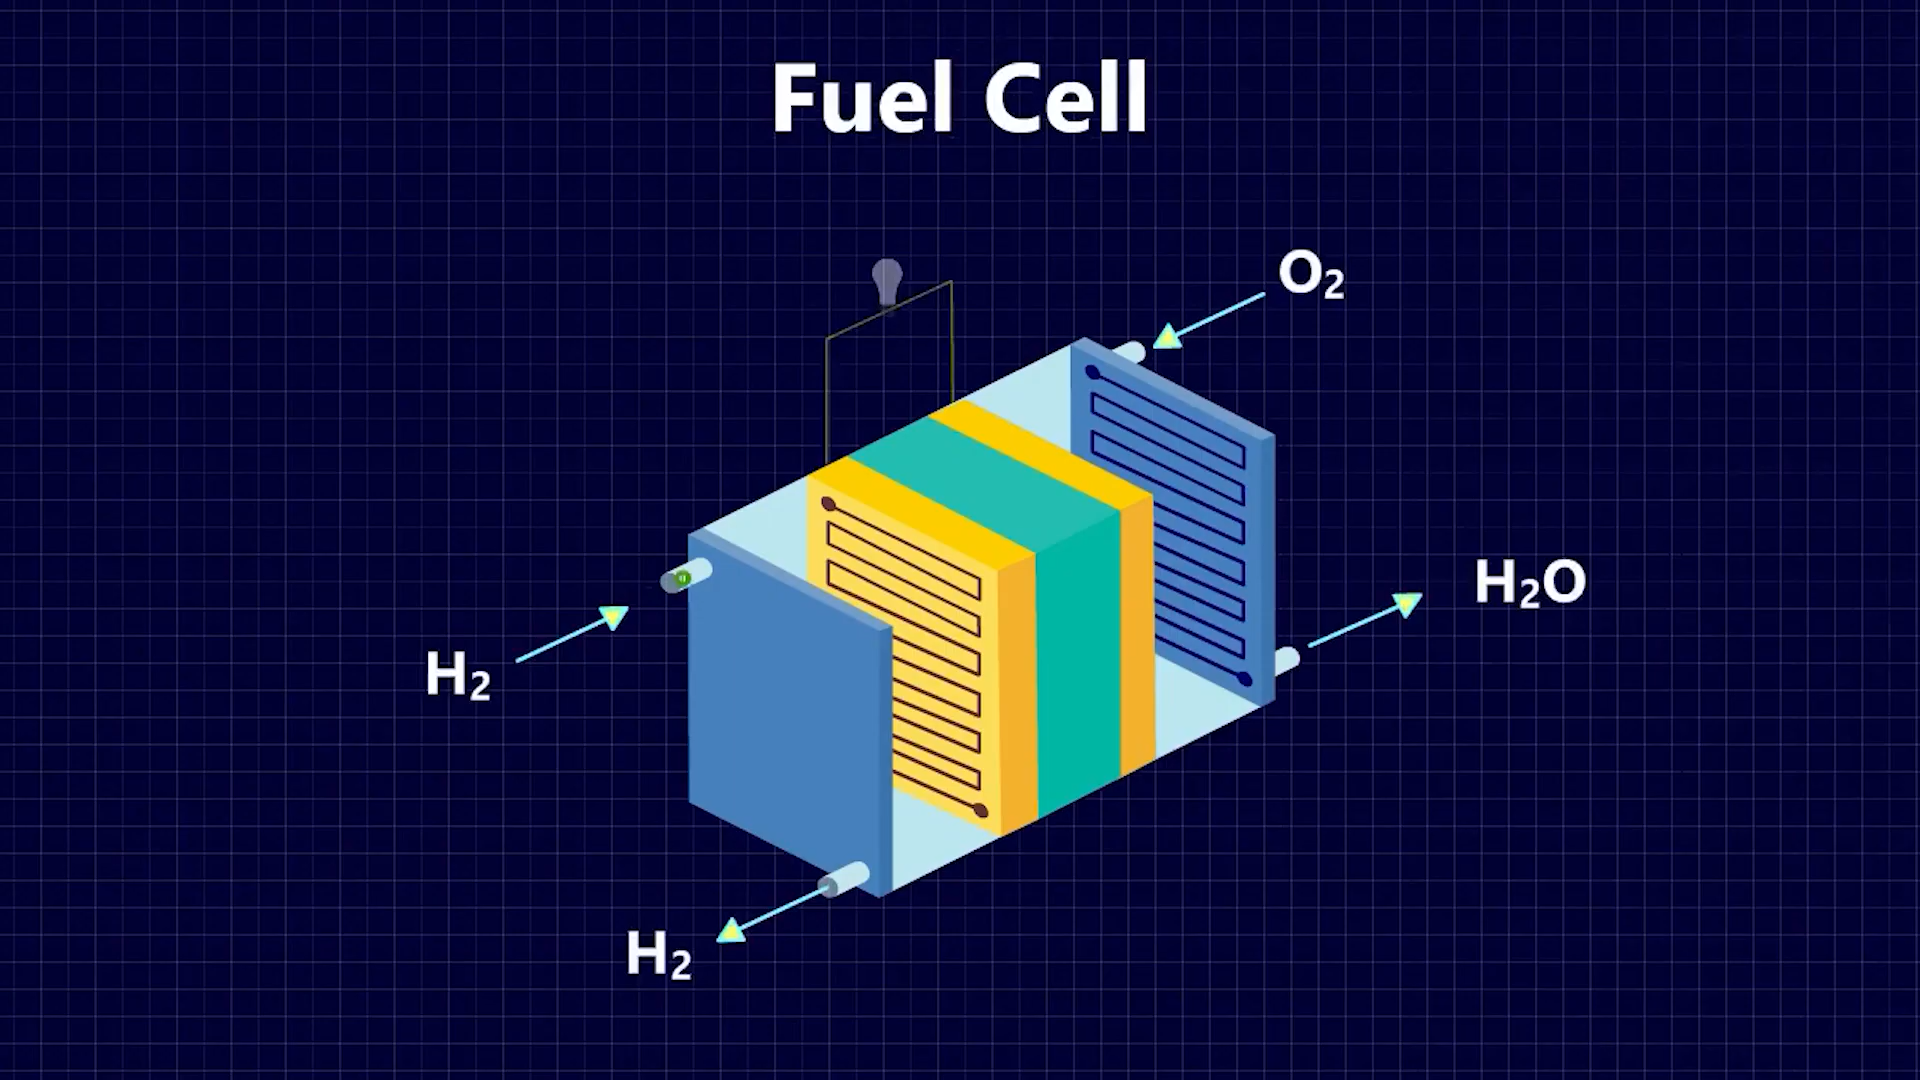 Fuel Cell
O₂
H₂O
H₂
H₂